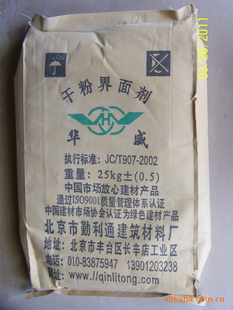 03/26/2011
干粉界面剂
华 威
执行标准：JC/T907-2002
重量：25kg±(0.5)
中国市场放心建材产品
通过ISO9001质量管理体系认证
中国建材市场协会认证为绿色建材产品
北京市勤利通建筑材料厂
地址：北京市丰台区长辛店工业区
电话：010-83875947 13901203238
http://www.qinlitong.com/